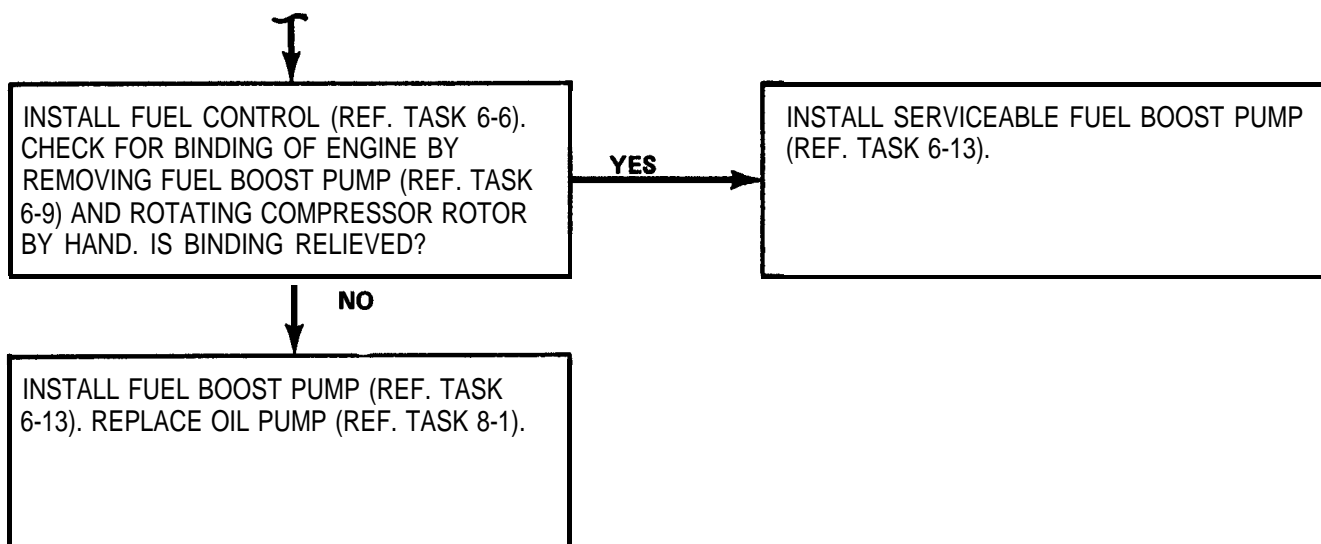 INSTALL FUEL CONTROL (REF. TASK 6-6).
CHECK FOR BINDING OF ENGINE BY
REMOVING FUEL BOOST PUMP (REF. TASK
6-9) AND ROTATING COMPRESSOR ROTOR
BY HAND. IS BINDING RELIEVED?
YES
INSTALL SERVICEABLE FUEL BOOST PUMP
(REF. TASK 6-13).
NO
INSTALL FUEL BOOST PUMP (REF. TASK
6-13). REPLACE OIL PUMP (REF. TASK 8-1).